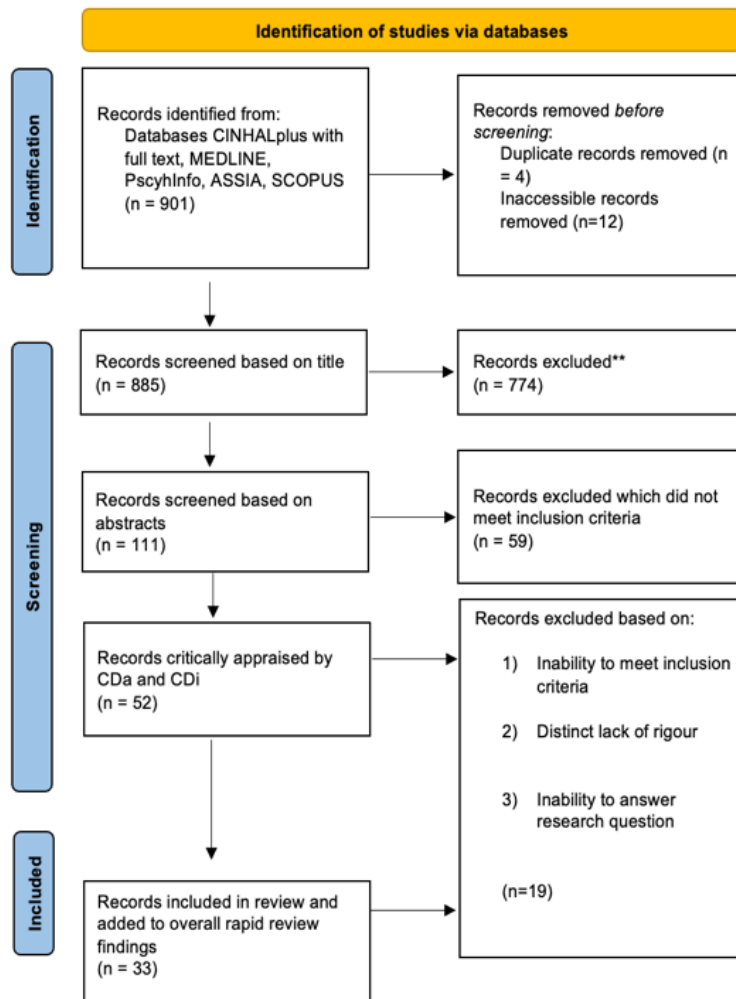 Identification of studies via databases
Identification
Records identified from:
Databases CINHALplus with
full text, MEDLINE,
PscyhInfo, ASSIA, SCOPUS
(n = 901)
Records removed before
screening:
Duplicate records removed (n
= 4)
Inaccessible records
removed (n=12)
Screening
Records screened based on title
(n = 885)
Records excluded**
(n = 774)
Records screened based on
abstracts
(n = 111)
Records excluded which did not
meet inclusion criteria
(n = 59)
Records critically appraised by
CDa and CDi
(n = 52)
Records excluded based on:
1) Inability to meet inclusion
criteria
2) Distinct lack of rigour
3) Inability to answer
research question
(n=19)
Included
Records included in review and
added to overall rapid review
findings
(n = 33)